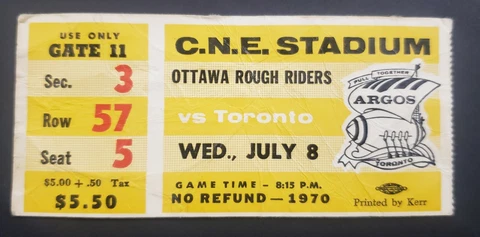 USE ONLY
GATE 11
Sec. 3
Row 57
Seat 5
$5.00 + .50 Tax
$5.50
C.N.E. STADIUM
OTTAWA ROUGH RIDERS
vs Toronto
WED., JULY 8
GAME TIME - 8:15 P.M.
NO REFUND — 1970
PULL TOGETHER
ARGOS
TORONTO
Printed by Kerr